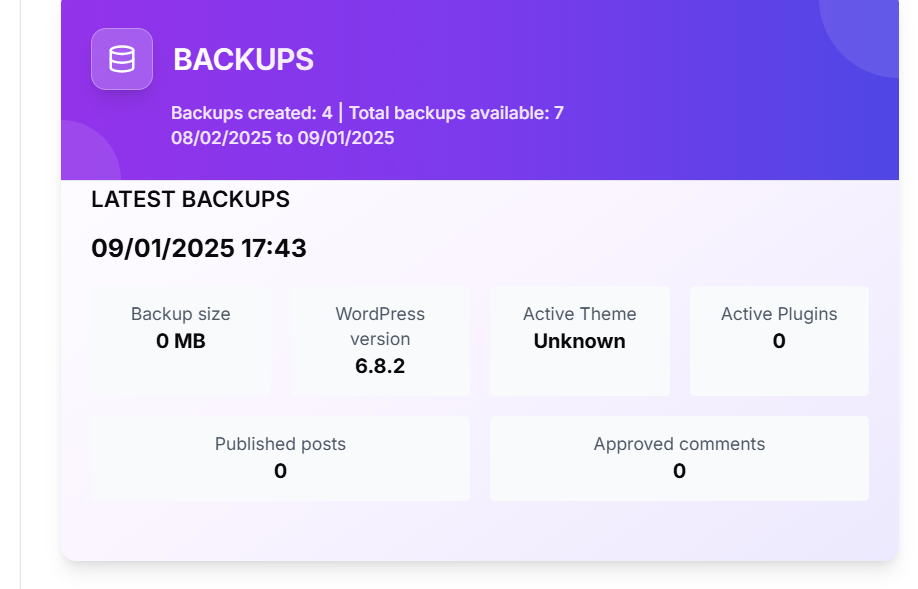 BACKUPS
Backups created: 4 | Total backups available: 7
08/02/2025 to 09/01/2025
LATEST BACKUPS
09/01/2025 17:43
Backup size
0 MB
WordPress
version
6.8.2
Active Theme
Unknown
Active Plugins
0
Published posts
0
Approved comments
0